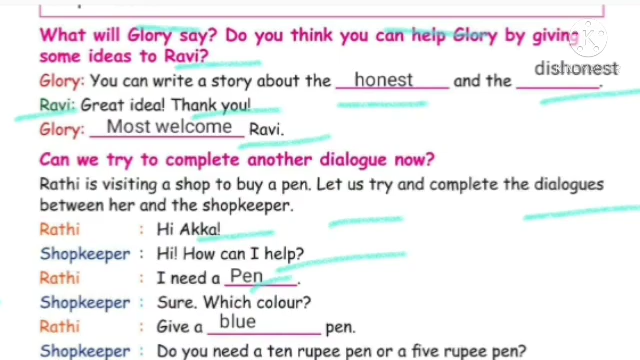 What will Glory say? Do you think you can help Glory by giving
some ideas to Ravi?
Glory: You can write a story about the honest and the dishonest.
Ravi: Great idea! Thank you!
Glory: Most welcome Ravi.
Can we try to complete another dialogue now?
Rathi is visiting a shop to buy a pen. Let us try and complete the dialogues
between her and the shopkeeper.
Rathi : Hi Akka!
Shopkeeper : Hi! How can I help?
Rathi : I need a Pen.
Shopkeeper : Sure. Which colour?
Rathi : Give a blue pen.
Shopkeeper : Do you need a ten rupee pen or a five rupee pen?